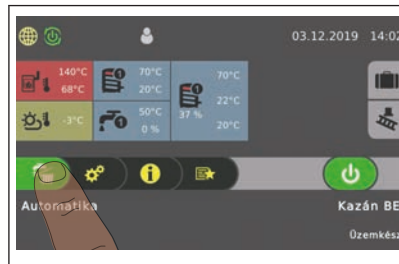 03.12.2019 14:02
140°C 70°C 70°C
68°C 20°C
22°C
-3°C 50°C 37 %
0 % 20°C
Automatika Kazán BE
Üzemkész